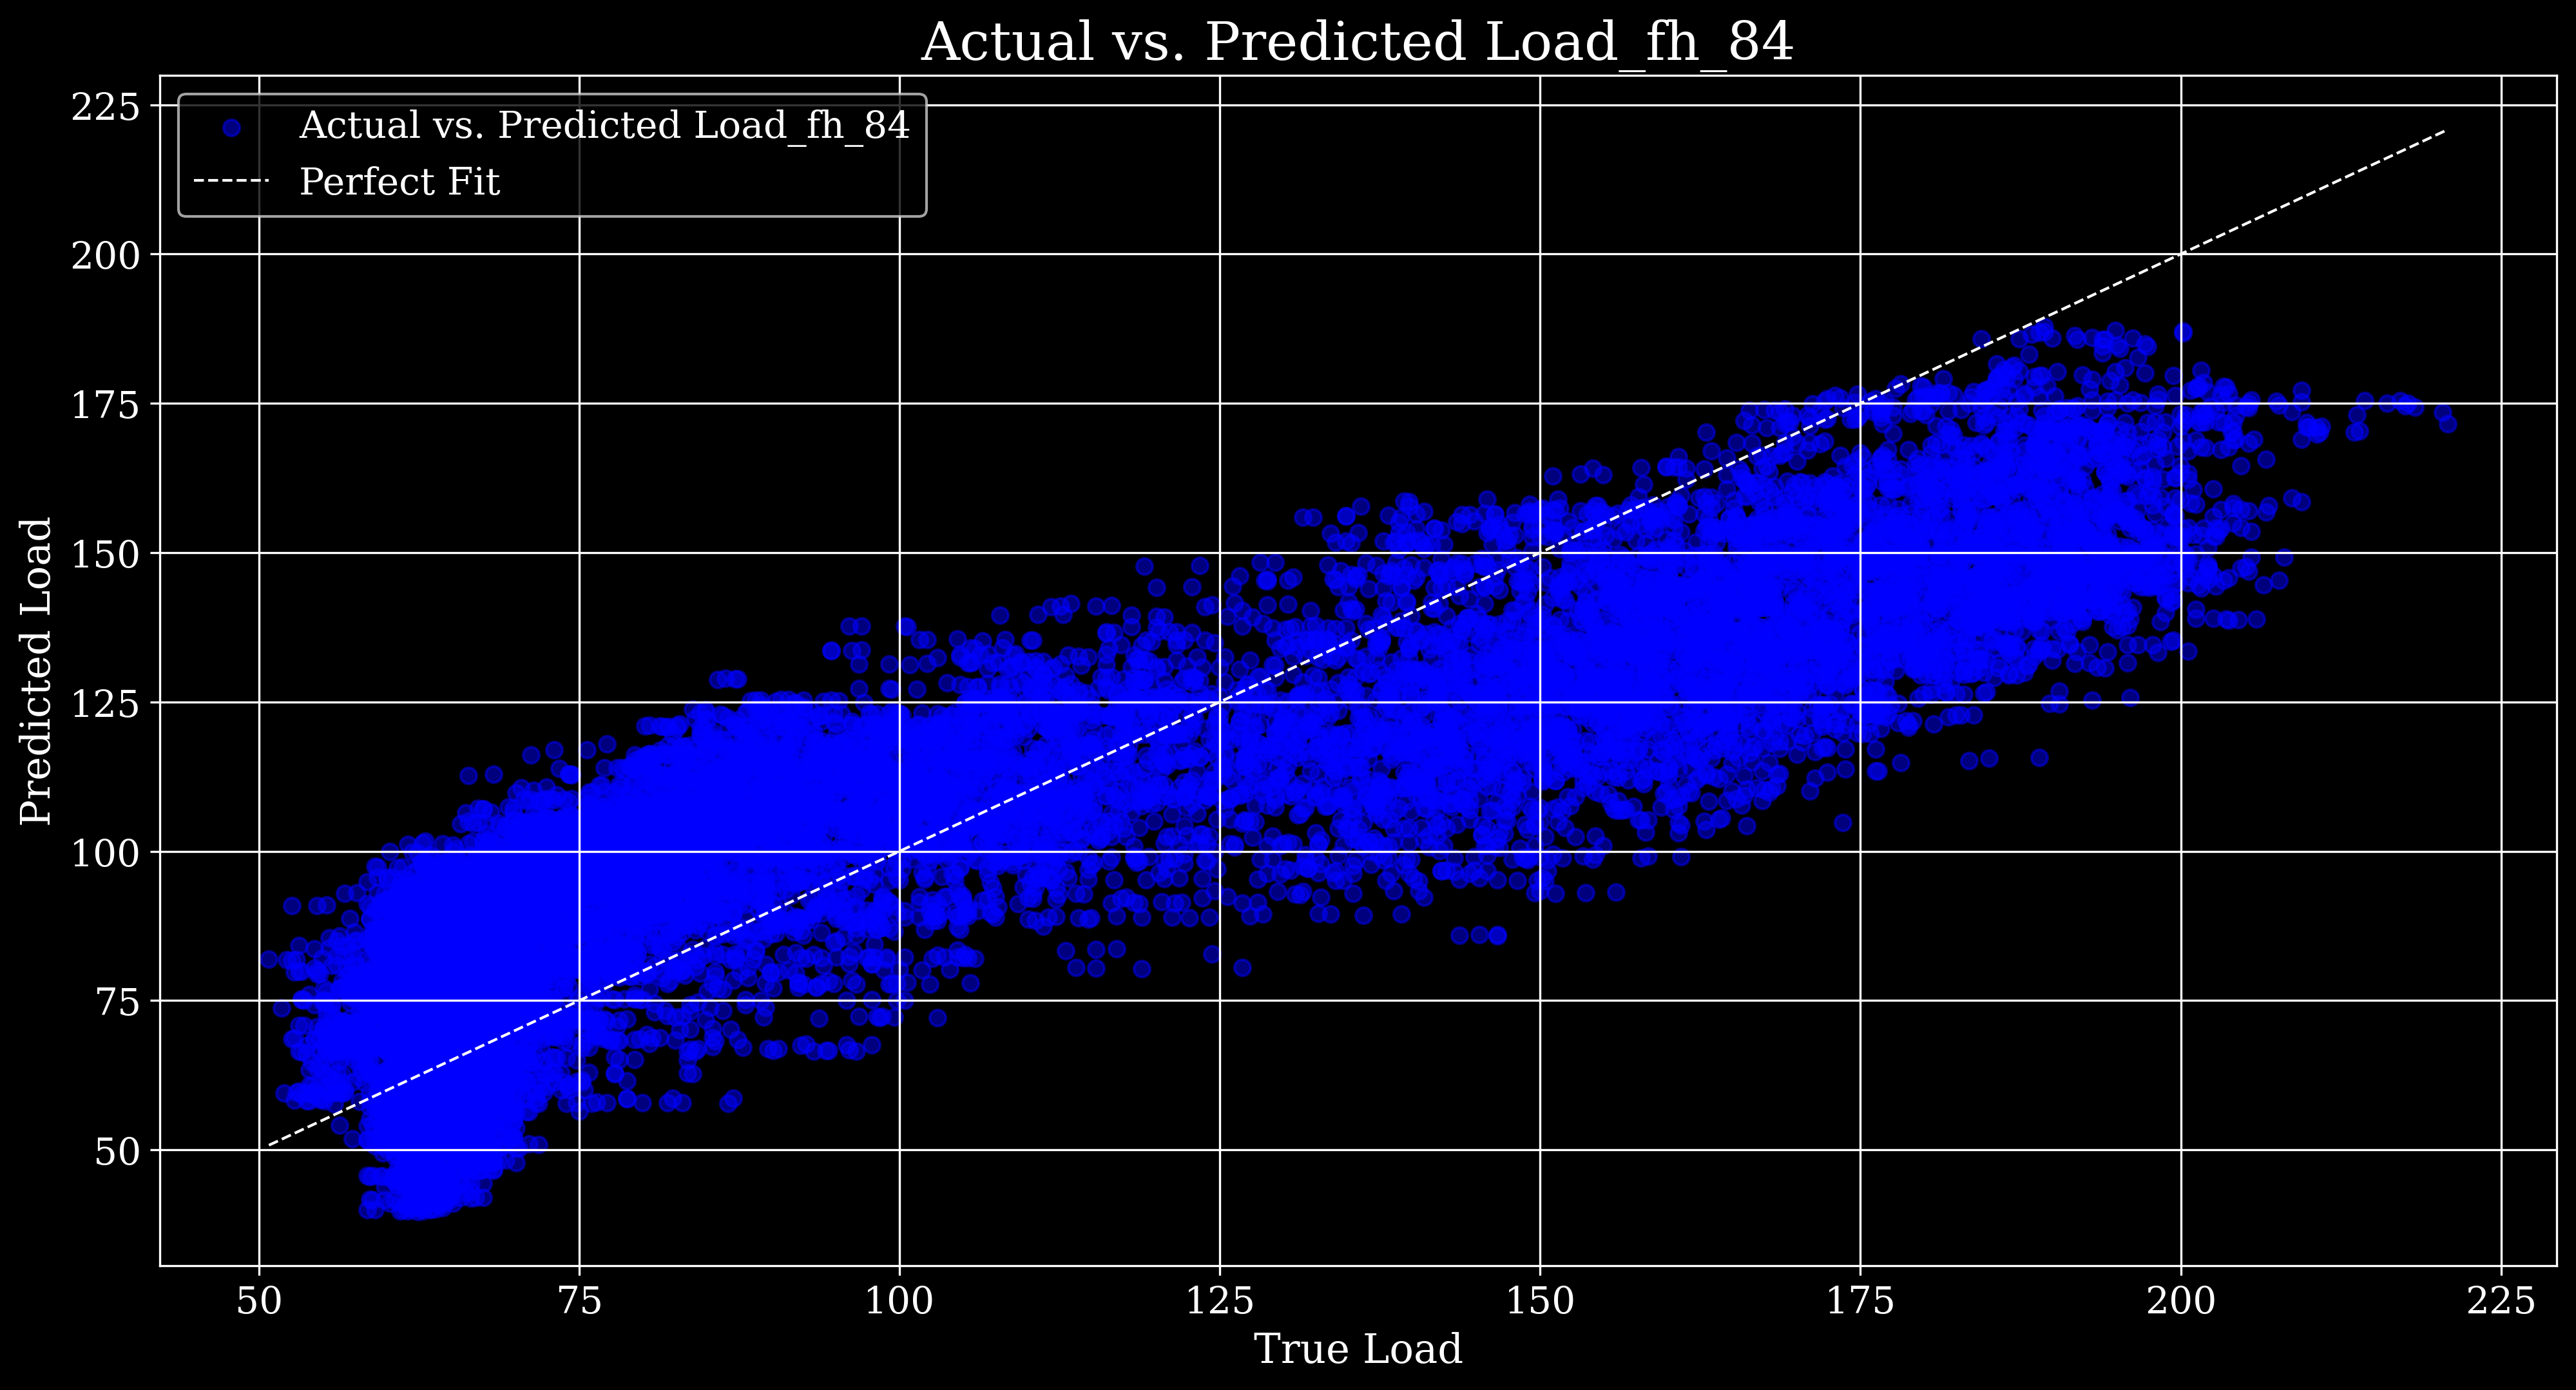 Actual vs. Predicted Load_fh_84
Actual vs. Predicted Load_fh_84
Perfect Fit
225
200
175
150
125
100
75
50
Predicted Load
50 75 100 125 150 175 200 225
True Load